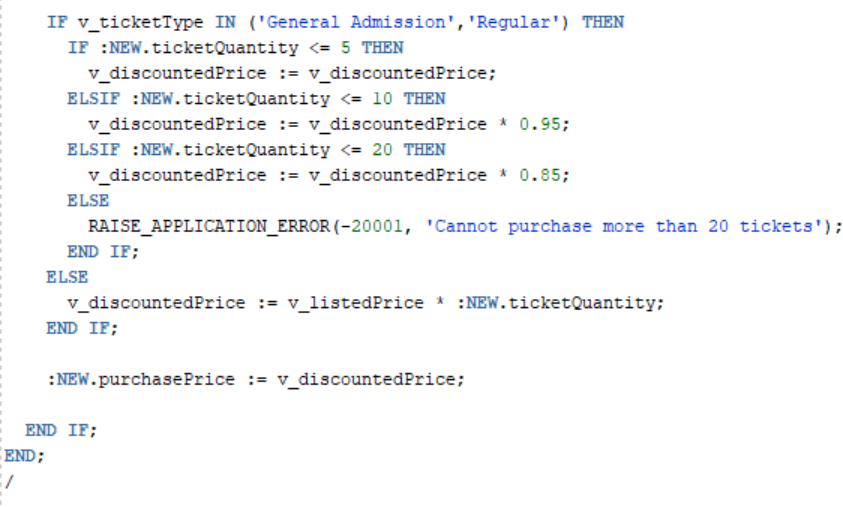 IF v_ticketType IN ('General Admission','Regular') THEN
IF :NEW.ticketQuantity <= 5 THEN
v_discountedPrice := v_discountedPrice;
ELSIF :NEW.ticketQuantity <= 10 THEN
v_discountedPrice := v_discountedPrice * 0.95;
ELSIF :NEW.ticketQuantity <= 20 THEN
v_discountedPrice := v_discountedPrice * 0.85;
ELSE
RAISE_APPLICATION_ERROR(-20001, 'Cannot purchase more than 20 tickets');
END IF;
ELSE
v_discountedPrice := v_listedPrice * :NEW.ticketQuantity;
END IF;
:NEW.purchasePrice := v_discountedPrice;
END IF;
END;
/